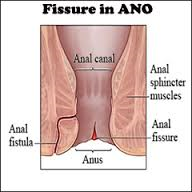 Fissure in ANO
Anal canal
Anal
sphincter
muscles
Anal
fistula
Anal
fissure
Anus